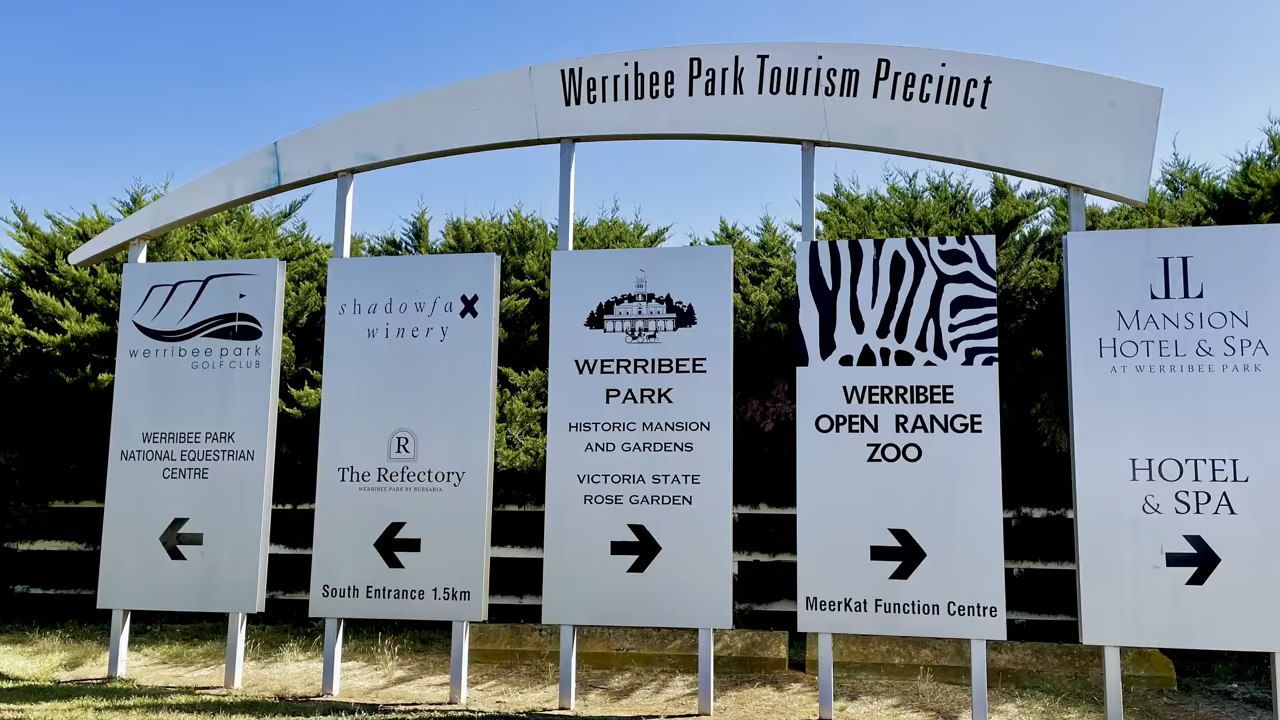 Werribee Park Tourism Precinct
werribee park
GOLF CLUB
WERRIBEE PARK
NATIONAL EQUESTRIAN
CENTRE
shadowfax
winery
R
The Refectory
WERRIBEE PARK BY BURSARIA
South Entrance 1.5km
WERRIBEE
PARK
HISTORIC MANSION
AND GARDENS
VICTORIA STATE
ROSE GARDEN
WERRIBEE
OPEN RANGE
ZOO
MeerKat Function Centre
MANSION
HOTEL & SPA
AT WERRIBEE PARK
HOTEL
& SPA